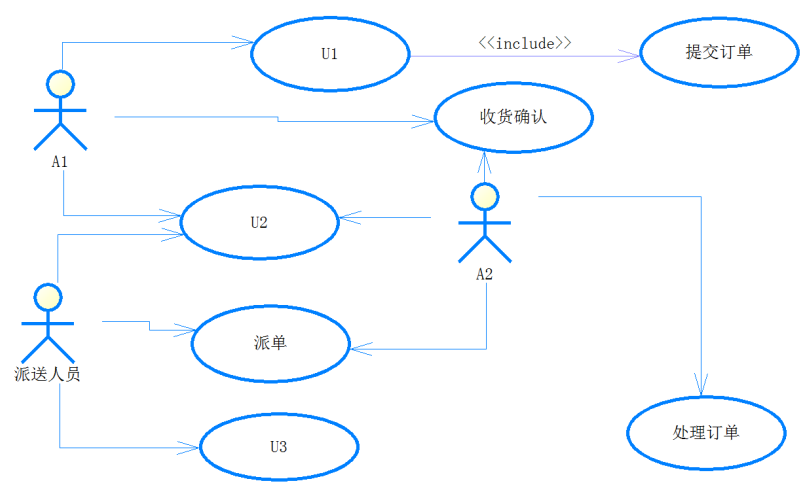 U1
<<include>>
提交订单
收货确认
A1
U2
A2
派单
派送人员
处理订单
U3